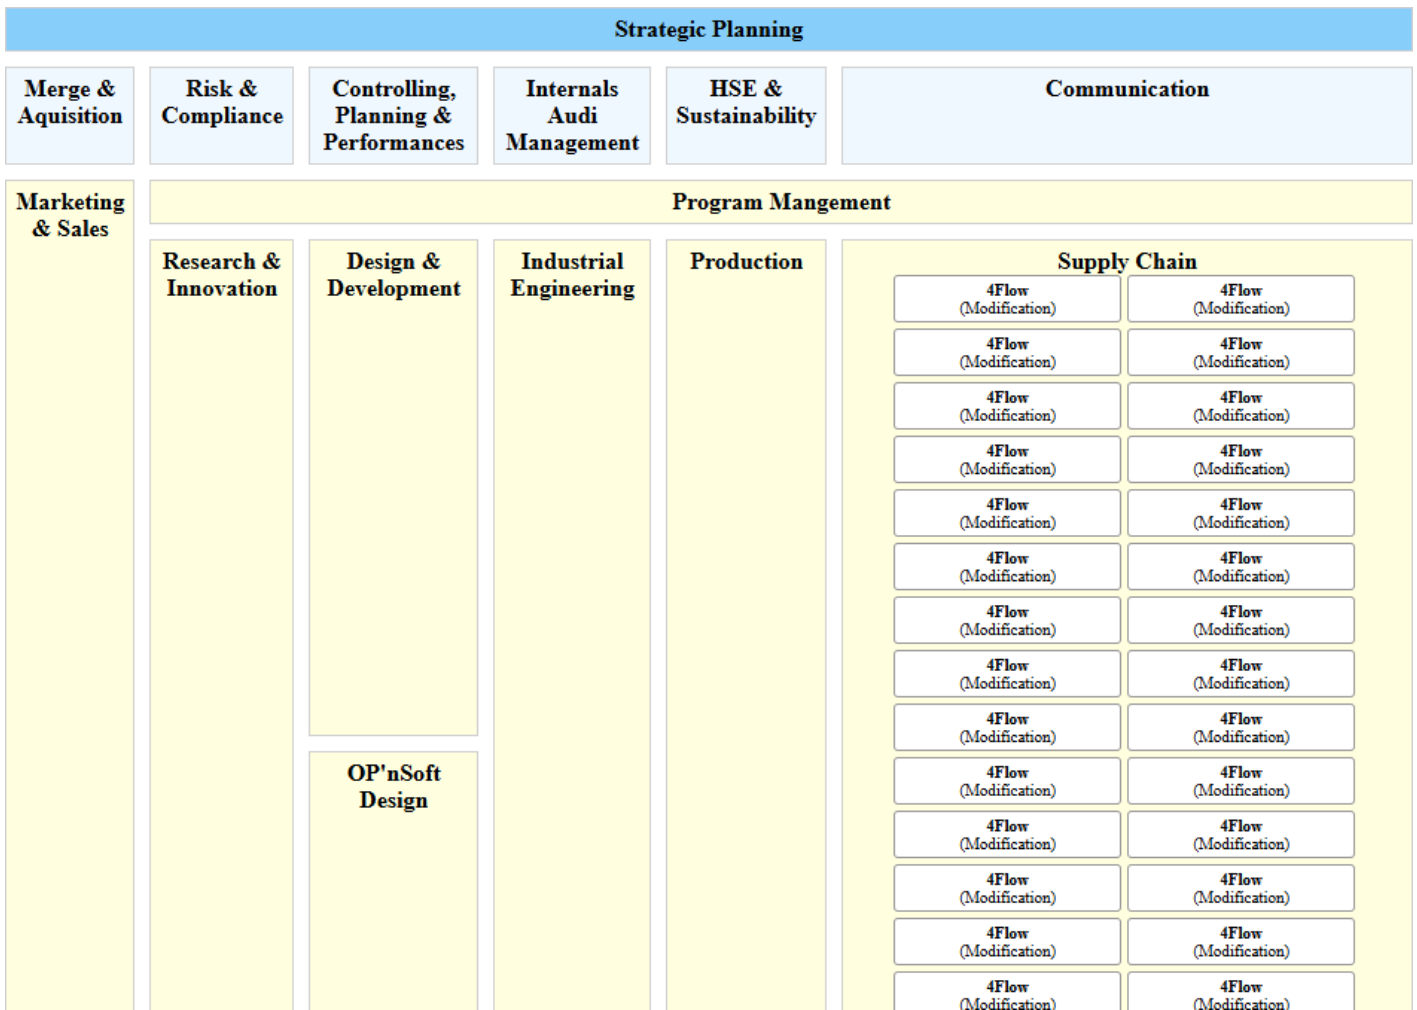 Strategic Planning
Merge &
Aquisition
Risk &
Compliance
Controlling,
Planning &
Performances
Internals
Audi
Management
HSE &
Sustainability
Communication
Marketing
& Sales
Program Mangement
Research &
Innovation
Design &
Development
OP'nSoft
Design
Industrial
Engineering
Production
Supply Chain
4Flow 4Flow
(Modification) (Modification)
4Flow 4Flow
(Modification) (Modification)
4Flow 4Flow
(Modification) (Modification)
4Flow 4Flow
(Modification) (Modification)
4Flow 4Flow
(Modification) (Modification)
4Flow 4Flow
(Modification) (Modification)
4Flow 4Flow
(Modification) (Modification)
4Flow 4Flow
(Modification) (Modification)
4Flow 4Flow
(Modification) (Modification)
4Flow 4Flow
(Modification) (Modification)
4Flow 4Flow
(Modification) (Modification)
4Flow 4Flow
(Modification) (Modification)
4Flow 4Flow
(Modification) (Modification)
4Flow 4Flow
(Modification) (Modification)